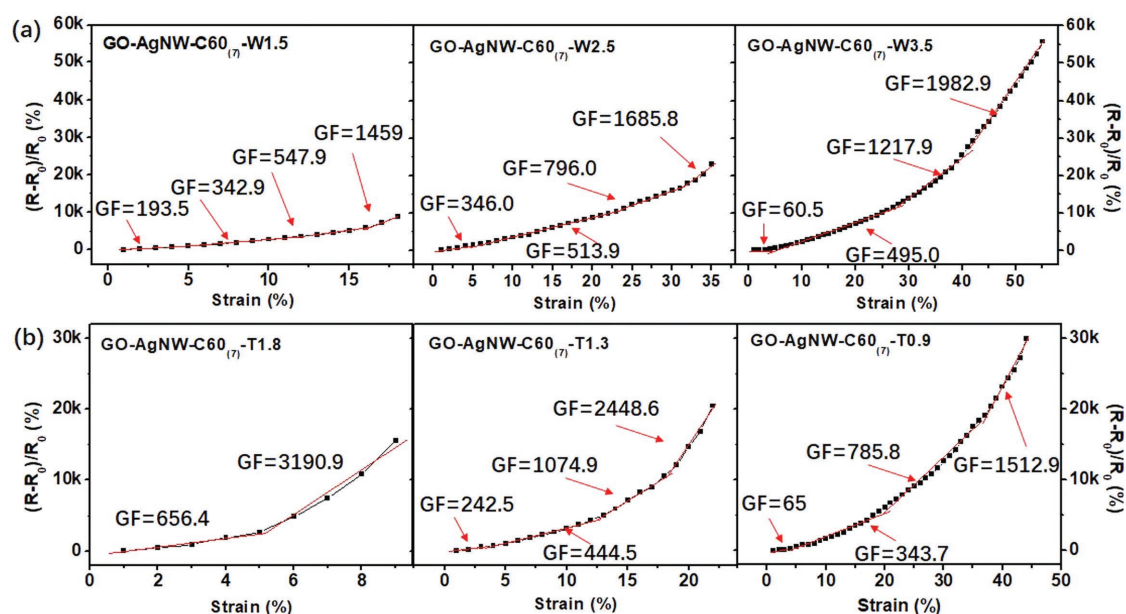 (a)
60k
50k
40k
30k
20k
10k
0
(R-R₀)/R₀ (%)
GO-AgNW-C60₍₇₎-W1.5
GF=193.5
GF=342.9
GF=547.9
GF=1459
5 10 15
Strain (%)
GO-AgNW-C60₍₇₎-W2.5
GF=346.0
GF=513.9
GF=796.0
GF=1685.8
0 5 10 15 20 25 30 35
Strain (%)
GO-AgNW-C60₍₇₎-W3.5
GF=60.5
GF=495.0
GF=1217.9
GF=1982.9
0 10 20 30 40 50
Strain (%)
60k
50k
40k
30k
20k
10k
0
(R-R₀)/R₀ (%)
(b)
30k
20k
10k
0
(R-R₀)/R₀ (%)
GO-AgNW-C60₍₇₎-T1.8
GF=656.4
GF=3190.9
0 2 4 6 8
Strain (%)
GO-AgNW-C60₍₇₎-T1.3
GF=242.5
GF=444.5
GF=1074.9
GF=2448.6
0 5 10 15 20
Strain (%)
GO-AgNW-C60₍₇₎-T0.9
GF=65
GF=343.7
GF=785.8
GF=1512.9
0 10 20 30 40 50
Strain (%)
30k
20k
10k
0
(R-R₀)/R₀ (%)